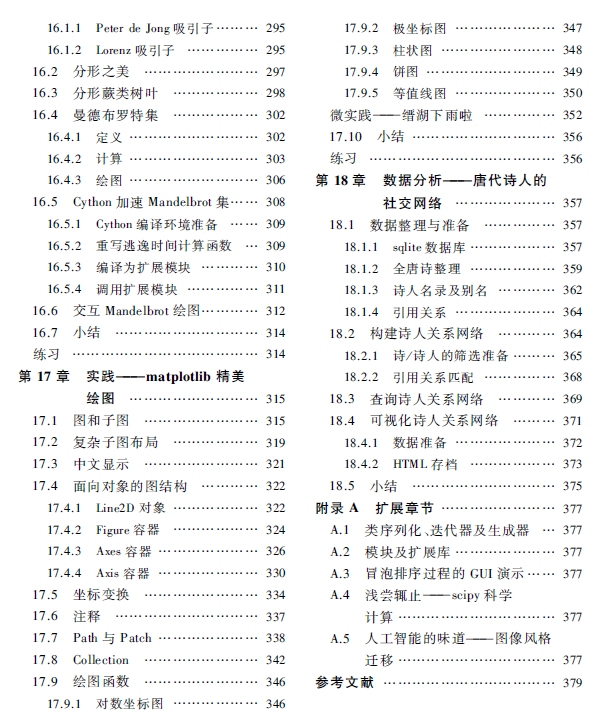 16.1.1 Peter de Jong 吸引子 ……… 295
16.1.2 Lorenz 吸引子 …………… 295
16.2 分形之美 ……………… 297
16.3 分形蕨类树叶 …………… 298
16.4 曼德布罗特集 …………… 302
16.4.1 定义 ……………… 302
16.4.2 计算 ……………… 303
16.4.3 绘图 ……………… 306
16.5 Cython 加速 Mandelbrot 集 …… 308
16.5.1 Cython 编译环境准备 …… 309
16.5.2 重写逃逸时间计算函数 … 309
16.5.3 编译为扩展模块 ………… 310
16.5.4 调用扩展模块 …………… 311
16.6 交互 Mandelbrot 绘图 ………… 312
16.7 小结 …………………… 314
练习 …………………………… 314
第 17 章 实践——matplotlib 精美
绘图 …………………… 315
17.1 图和子图 ……………… 315
17.2 复杂子图布局 …………… 319
17.3 中文显示 ……………… 321
17.4 面向对象的图结构 ………… 322
17.4.1 Line2D 对象 …………… 322
17.4.2 Figure 容器 …………… 324
17.4.3 Axes 容器 ……………… 326
17.4.4 Axis 容器 ……………… 330
17.5 坐标变换 ……………… 334
17.6 注释 …………………… 337
17.7 Path 与 Patch ……………… 338
17.8 Collection ……………… 342
17.9 绘图函数 ……………… 346
17.9.1 对数坐标图 …………… 346
17.9.2 极坐标图 ……………… 347
17.9.3 柱状图 ………………… 348
17.9.4 饼图 ………………… 349
17.9.5 等值线图 ……………… 350
微实践——缙湖下雨啦 …………… 352
17.10 小结 …………………… 356
练习 …………………………… 356
第 18 章 数据分析——唐代诗人的
社交网络 ……………… 357
18.1 数据整理与准备 ………… 357
18.1.1 sqlite 数据库 …………… 357
18.1.2 全唐诗整理 …………… 359
18.1.3 诗人名录及别名 ………… 362
18.1.4 引用关系 ……………… 364
18.2 构建诗人关系网络 ………… 364
18.2.1 诗/诗人的筛选准备 ……… 365
18.2.2 引用关系匹配 ………… 368
18.3 查询诗人关系网络 ………… 369
18.4 可视化诗人关系网络 ……… 371
18.4.1 数据准备 ……………… 372
18.4.2 HTML 存档 …………… 373
18.5 小结 …………………… 375
附录 A 扩展章节 ………………… 377
A.1 类序列化、迭代器及生成器 … 377
A.2 模块及扩展库 …………… 377
A.3 冒泡排序过程的 GUI 演示 …… 377
A.4 浅尝辄止——scipy 科学
计算 …………………… 377
A.5 人工智能的味道——图像风格
迁移 …………………… 377
参考文献 ………………………… 379